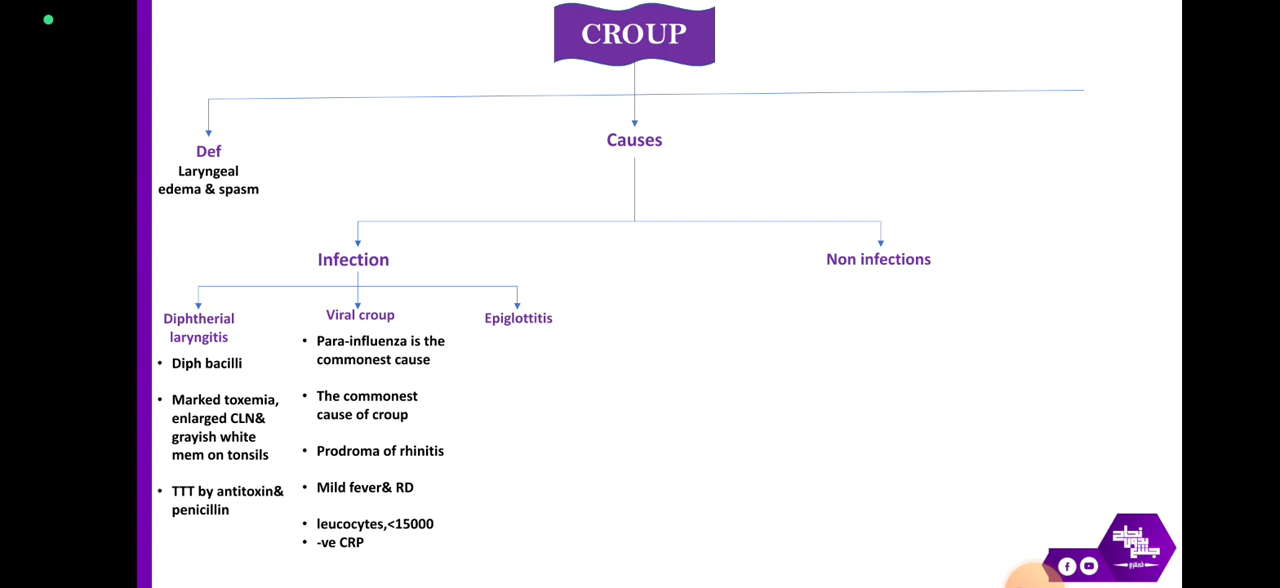 CROUP
Def
Laryngeal
edema & spasm
Causes
Infection
Non infections
Diphtherial
laryngitis
• Diph bacilli
• Marked toxemia,
enlarged CLN&
grayish white
mem on tonsils
• TTT by antitoxin&
penicillin
Viral croup
• Para-influenza is the
commonest cause
• The commonest
cause of croup
• Prodroma of rhinitis
• Mild fever& RD
• leucocytes,<15000
• -ve CRP
Epiglottitis